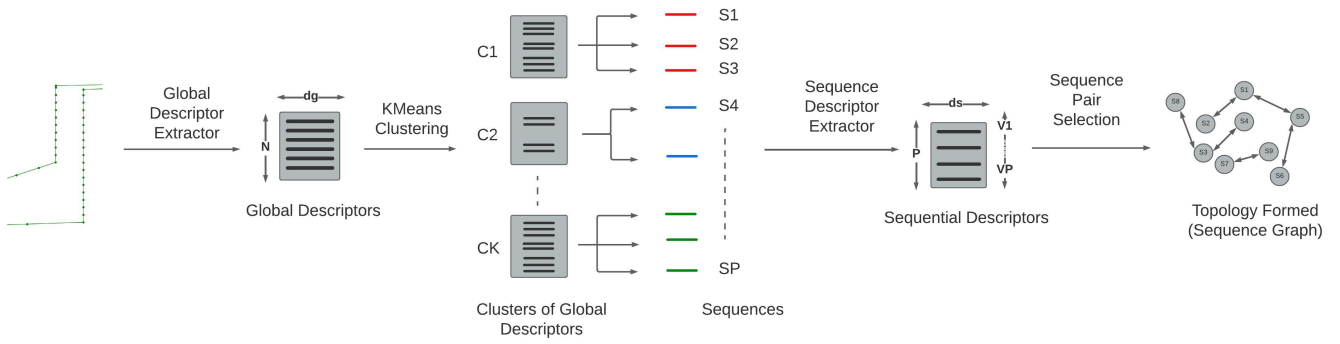 Global
Descriptor
Extractor
dg
N
Global Descriptors
KMeans
Clustering
C1
C2
CK
Clusters of Global
Descriptors
S1
S2
S3
S4
SP
Sequences
Sequence
Descriptor
Extractor
ds
P
V1
VP
Sequential Descriptors
Sequence
Pair
Selection
S8
S1
S2
S4
S5
S3
S7
S9
S6
Topology Formed
(Sequence Graph)